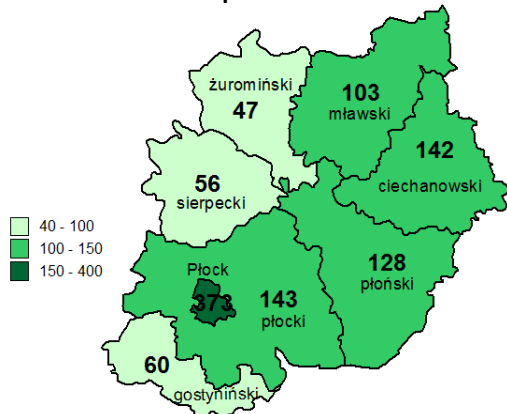 żuromiński
47
103
mławski
142
ciechanowski
56
sierpecki
40 - 100
100 - 150
150 - 400
Płock
373
143
płocki
128
płoński
60
gostyniński